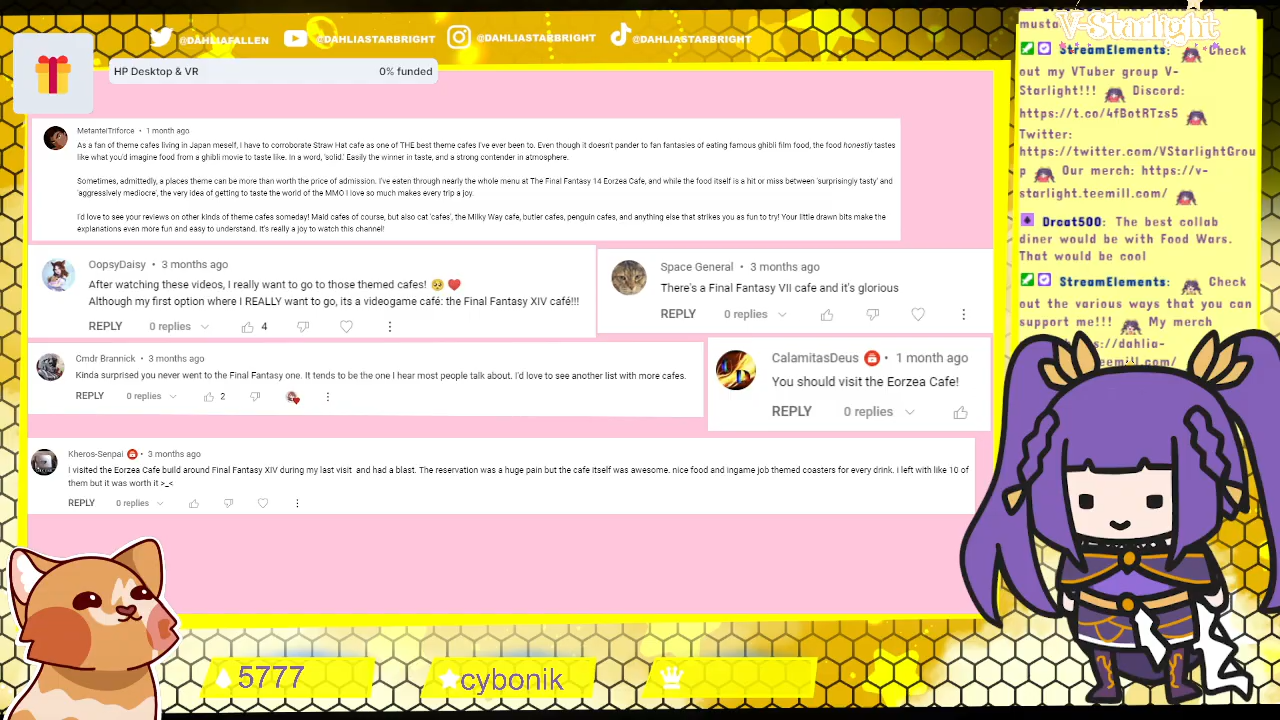 @DAHLIAFALLEN
@DAHLIASTARBRIGHT
@DAHLIASTARBRIGHT
@DAHLIASTARBRIGHT
HP Desktop & VR 0% funded
MetanteiTriforce • 1 month ago
As a fan of theme cafes living in Japan meself, I have to corroborate Straw Hat cafe as one of THE best theme cafes I've ever been to. Even though it doesn't pander to fan fantasies of eating famous ghibli film food, the food honestly tastes
like what you'd imagine food from a ghibli movie to taste like. In a word, 'solid.' Easily the winner in taste, and a strong contender in atmosphere.
Sometimes, admittedly, a places theme can be more than worth the price of admission. I've eaten through nearly the whole menu at The Final Fantasy 14 Eorzea Cafe, and while the food itself is a hit or miss between 'surprisingly tasty' and
'aggressively mediocre', the very idea of getting to taste the world of the MMO I love so much makes every trip a joy.
I'd love to see your reviews on other kinds of theme cafes someday! Maid cafes of course, but also cat 'cafes', the Milky Way cafe, butler cafes, penguin cafes, and anything else that strikes you as fun to try! Your little drawn bits make the
explanations even more fun and easy to understand. It's really a joy to watch this channel!
OopsyDaisy • 3 months ago
After watching these videos, I really want to go to those themed cafes! 🥺 ❤️
Although my first option where I REALLY want to go, its a videogame café: the Final Fantasy XIV café!!!
REPLY 0 replies 4
Space General • 3 months ago
There's a Final Fantasy VII cafe and it's glorious
REPLY 0 replies
Cmdr Brannick • 3 months ago
Kinda surprised you never went to the Final Fantasy one. It tends to be the one I hear most people talk about. I'd love to see another list with more cafes.
REPLY 0 replies 2
CalamitasDeus • 1 month ago
You should visit the Eorzea Cafe!
REPLY 0 replies
Kheros-Senpai • 3 months ago
I visited the Eorzea Cafe build around Final Fantasy XIV during my last visit and had a blast. The reservation was a huge pain but the cafe itself was awesome. nice food and ingame job themed coasters for every drink. i left with like 10 of
them but it was worth it >_<
REPLY 0 replies
5777
cybonik
V-Starlight
musta
StreamElements: Check
out my VTuber group V-
Starlight!!! Discord:
https://t.co/4fBotRTzs5
Twitter:
https://twitter.com/VStarlightGrou
p Our merch: https://v-
starlight.teemill.com/
Drcat500: The best collab
diner would be with Food Wars.
That would be cool
StreamElements: Check
out the various ways that you can
support me!!! My merch
://dahlia-
teemill.com/